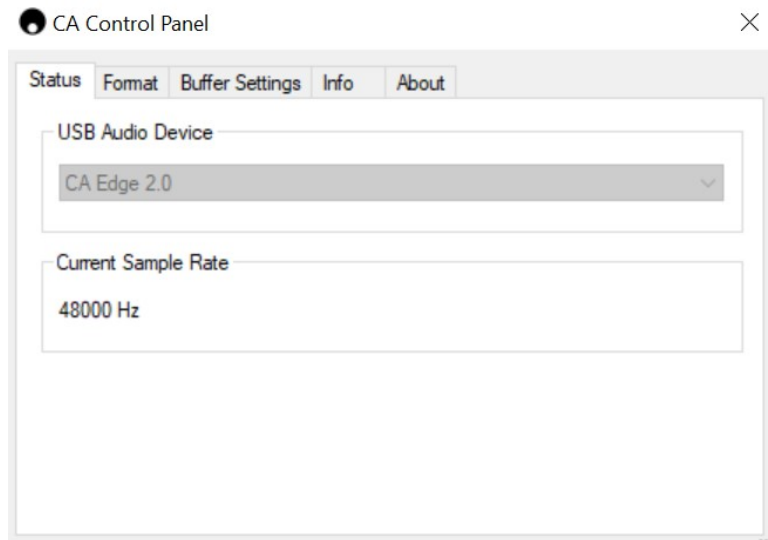 CA Control Panel
Status Format Buffer Settings Info About
USB Audio Device
CA Edge 2.0
Current Sample Rate
48000 Hz